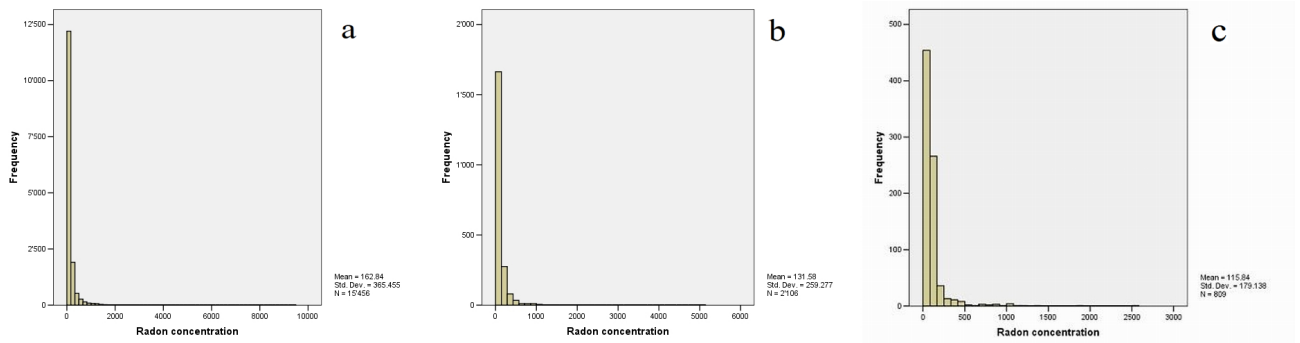 a
12'500
10'000
7'500
5'000
2'500
0
Frequency
0 2000 4000 6000 8000 10000
Radon concentration
Mean = 162.84
Std. Dev. = 365.455
N = 15'456
b
2'000
1'500
1'000
500
0
Frequency
0 1000 2000 3000 4000 5000 6000
Radon concentration
Mean = 131.58
Std. Dev. = 259.277
N = 2'106
c
500
400
300
200
100
0
Frequency
0 500 1000 1500 2000 2500 3000
Radon concentration
Mean = 115.84
Std. Dev. = 179.138
N = 809